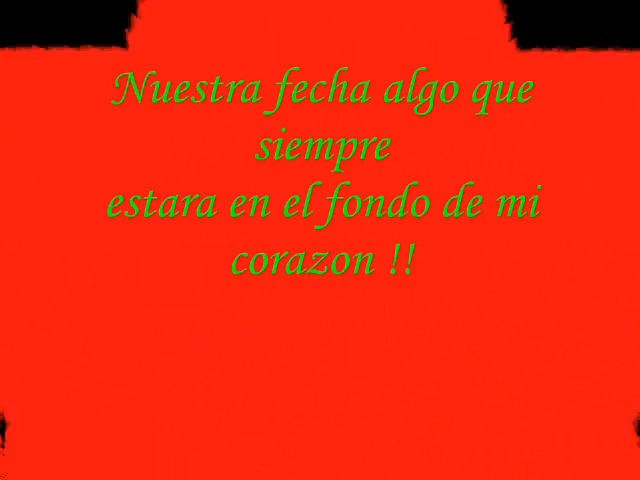 Nuestra fecha algo que
siempre
estara en el fondo de mi
corazon !!